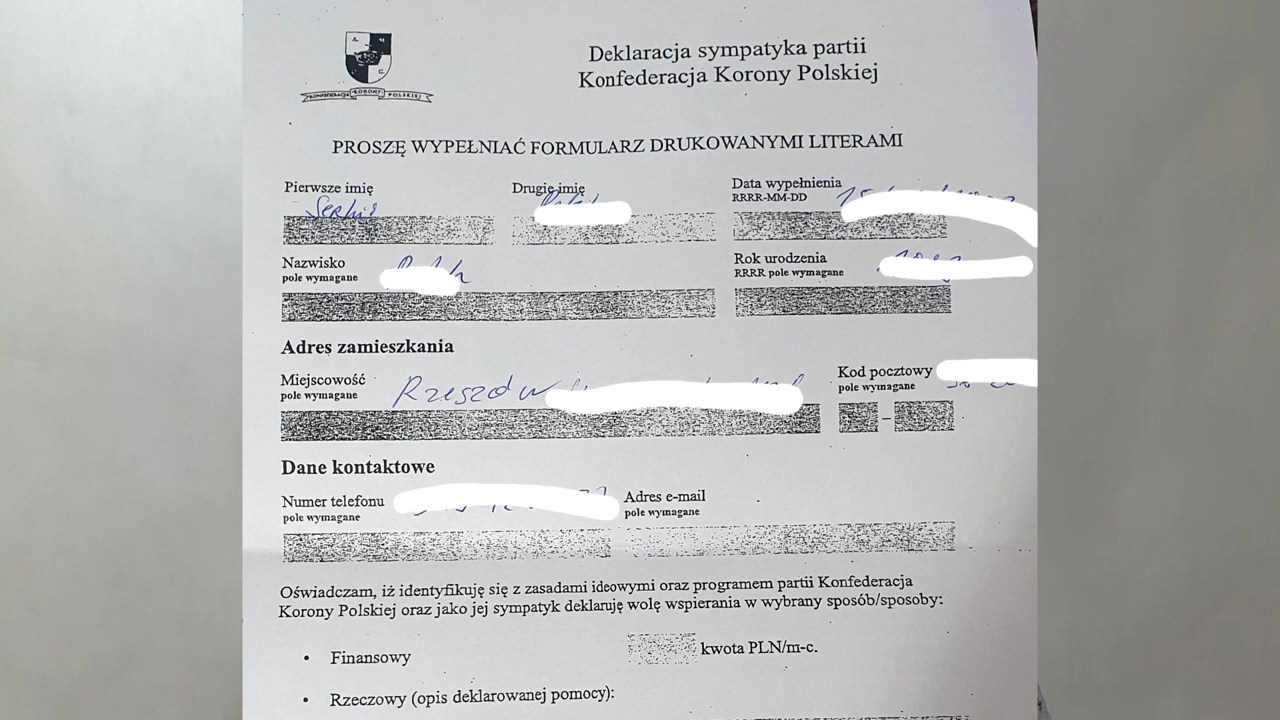 A. M.
G.
KONFEDERACJA KORONY POLSKIEJ
Deklaracja sympatyka partii
Konfederacja Korony Polskiej
PROSZĘ WYPEŁNIAĆ FORMULARZ DRUKOWANYMI LITERAMI
Pierwsze imię
Drugie imię
Data wypełnienia
RRRR-MM-DD
Nazwisko
pole wymagane
Rok urodzenia
RRRR pole wymagane
Adres zamieszkania
Miejscowość
pole wymagane
Rzeszów
Kod pocztowy
pole wymagane
–
Dane kontaktowe
Numer telefonu
pole wymagane
Adres e-mail
pole wymagane
Oświadczam, iż identyfikuję się z zasadami ideowymi oraz programem partii Konfederacja
Korony Polskiej oraz jako jej sympatyk deklaruję wolę wspierania w wybrany sposób/sposoby:
• Finansowy
kwota PLN/m-c.
• Rzeczowy (opis deklarowanej pomocy):